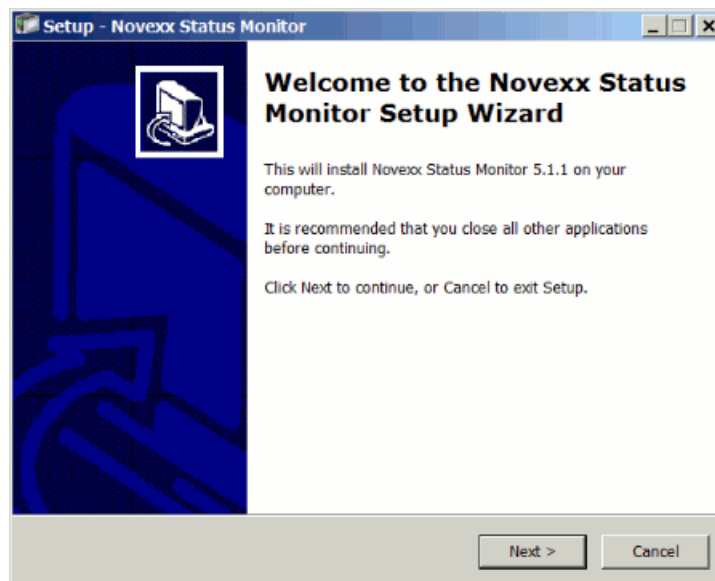 Setup - Novexx Status Monitor
Welcome to the Novexx Status
Monitor Setup Wizard
This will install Novexx Status Monitor 5.1.1 on your
computer.
It is recommended that you close all other applications
before continuing.
Click Next to continue, or Cancel to exit Setup.
Next >
Cancel